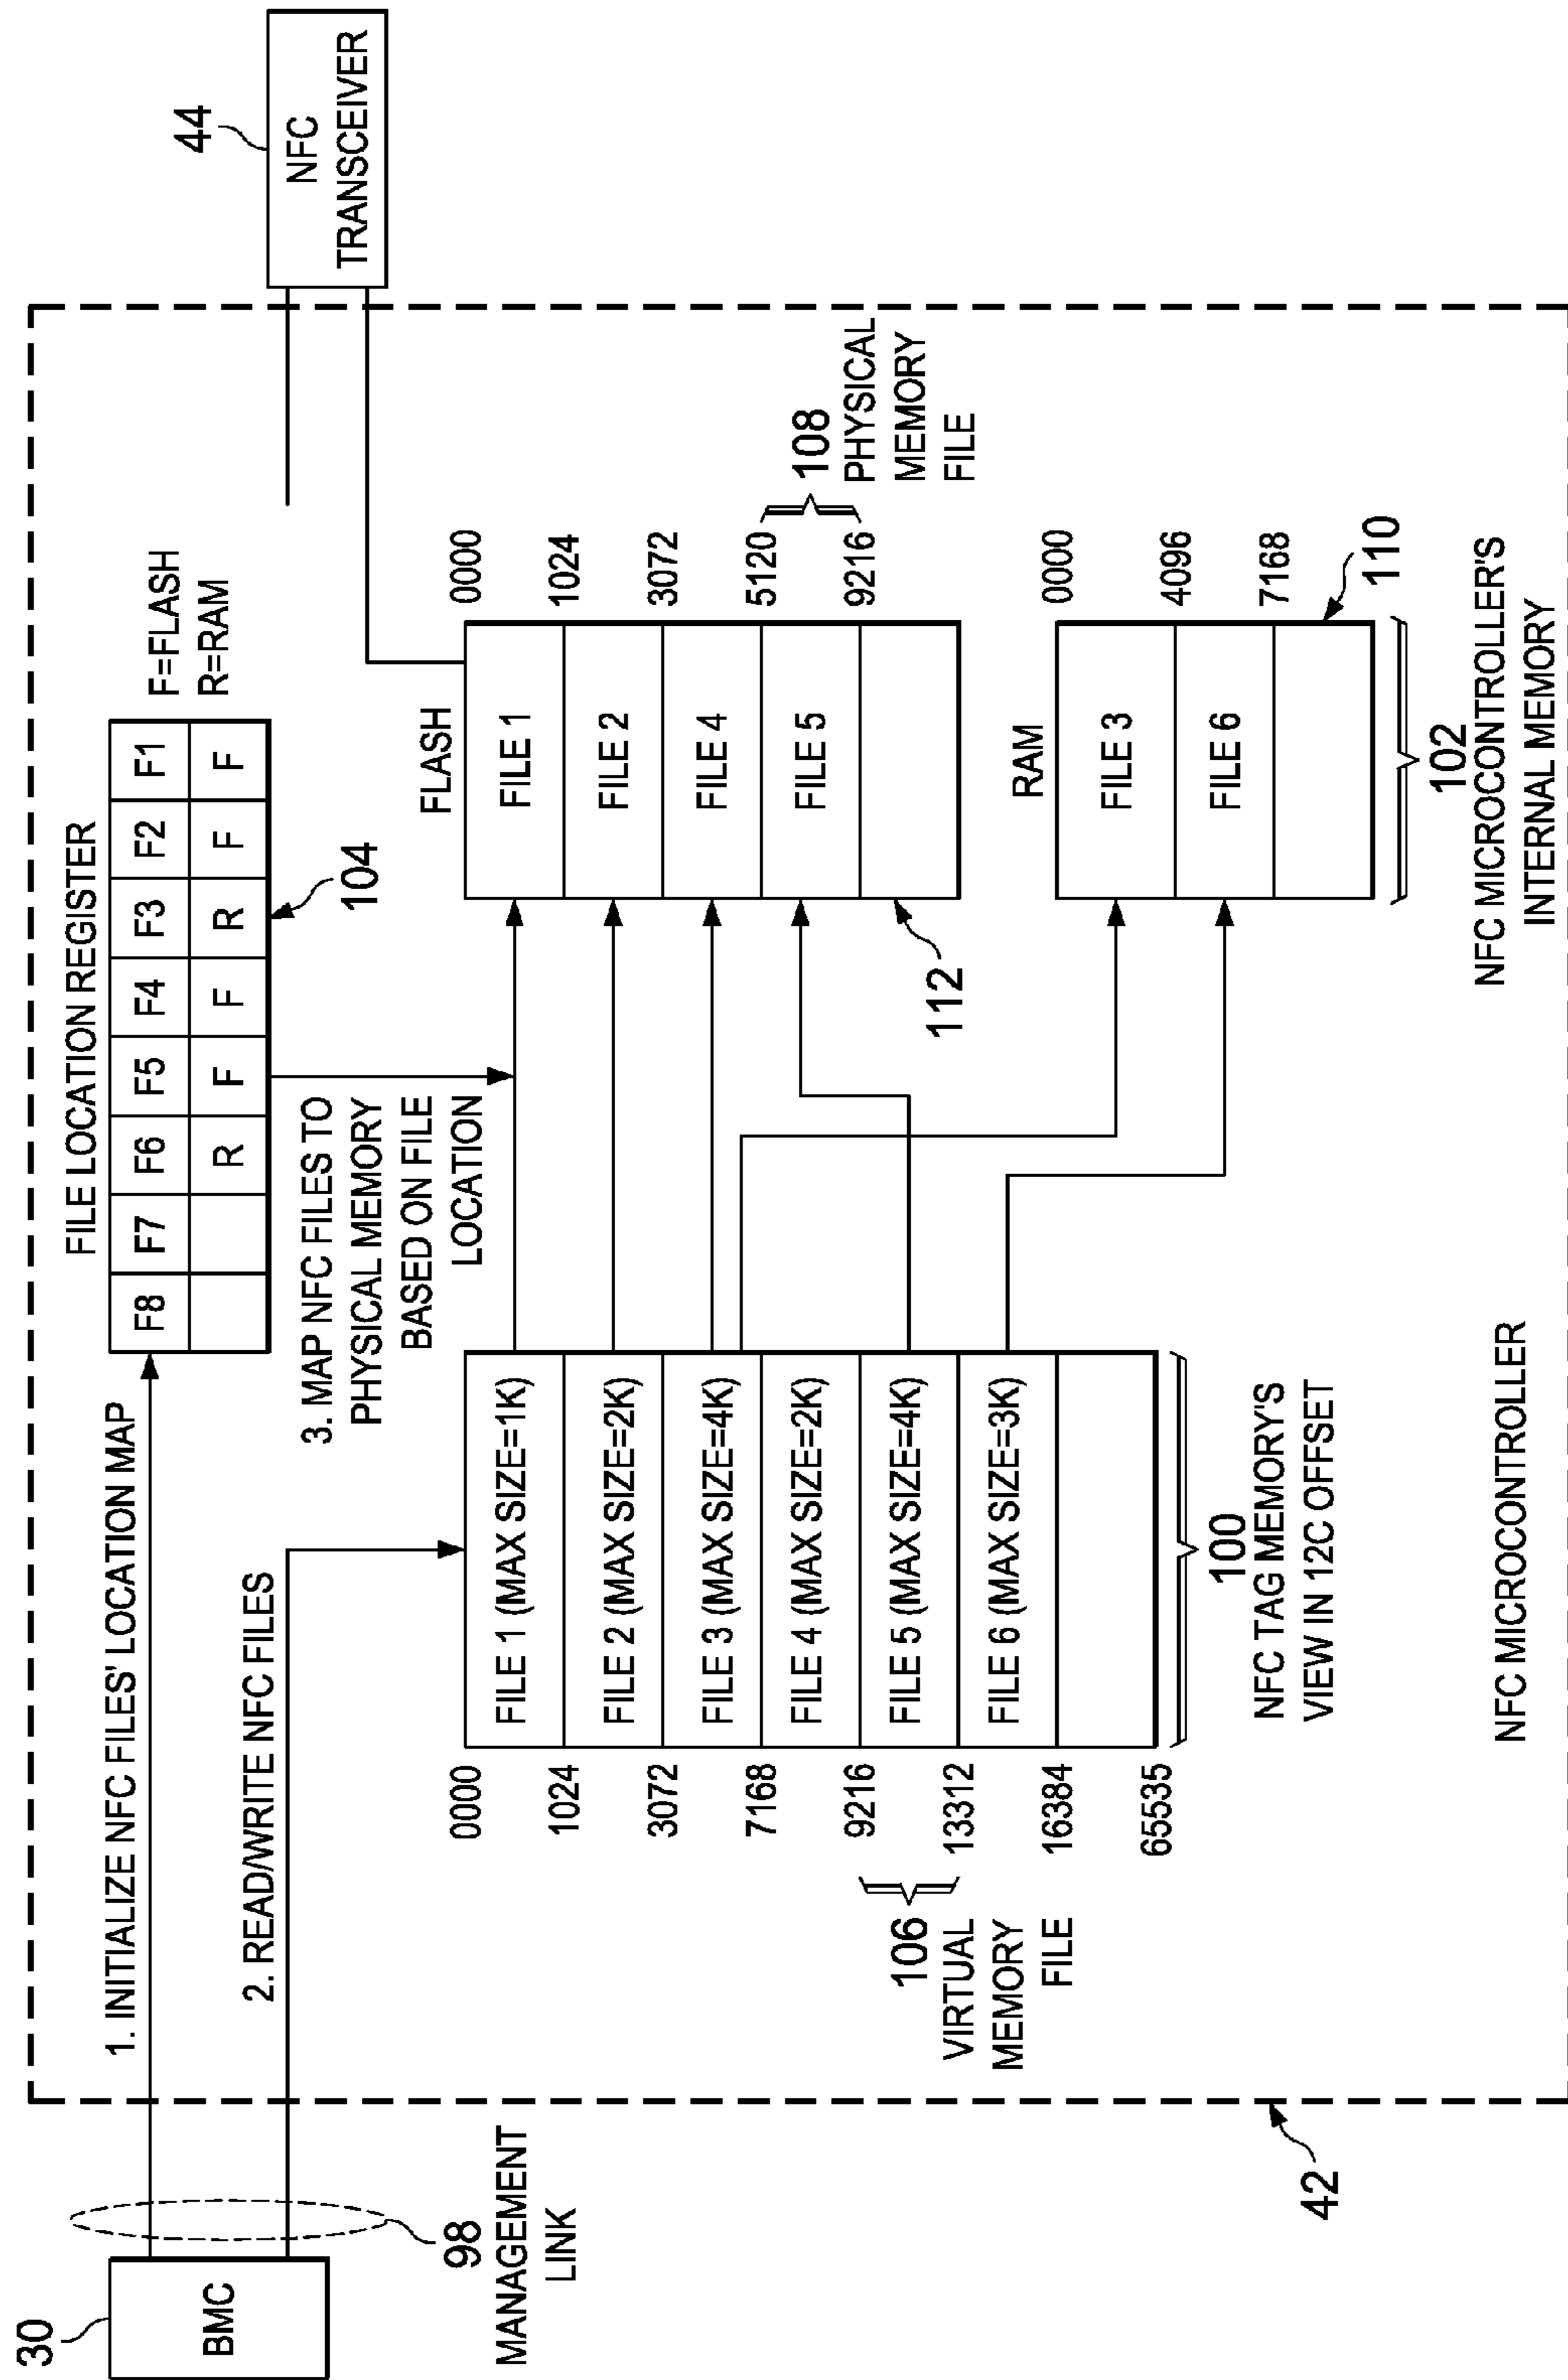 30
BMC
98
MANAGEMENT
LINK
1. INITIALIZE NFC FILES' LOCATION MAP
2. READ/WRITE NFC FILES
FILE LOCATION REGISTER
F8 F7 F6 F5 F4 F3 F2 F1
R F F R F F
F=FLASH
R=RAM
104
3. MAP NFC FILES TO
PHYSICAL MEMORY
BASED ON FILE
LOCATION
44
NFC
TRANSCEIVER
0000
FILE 1 (MAX SIZE=1K)
1024
FILE 2 (MAX SIZE=2K)
3072
FILE 3 (MAX SIZE=4K)
7168
FILE 4 (MAX SIZE=2K)
9216
FILE 5 (MAX SIZE=4K)
13312
FILE 6 (MAX SIZE=3K)
16384
65535
106
VIRTUAL
MEMORY
FILE
100
NFC TAG MEMORY'S
VIEW IN 12C OFFSET
FLASH
0000
FILE 1
1024
FILE 2
3072
FILE 4
5120
FILE 5
9216
108
PHYSICAL
MEMORY
FILE
112
RAM
0000
FILE 3
4096
FILE 6
7168
110
102
NFC MICROCONTROLLER'S
INTERNAL MEMORY
NFC MICROCONTROLLER
42